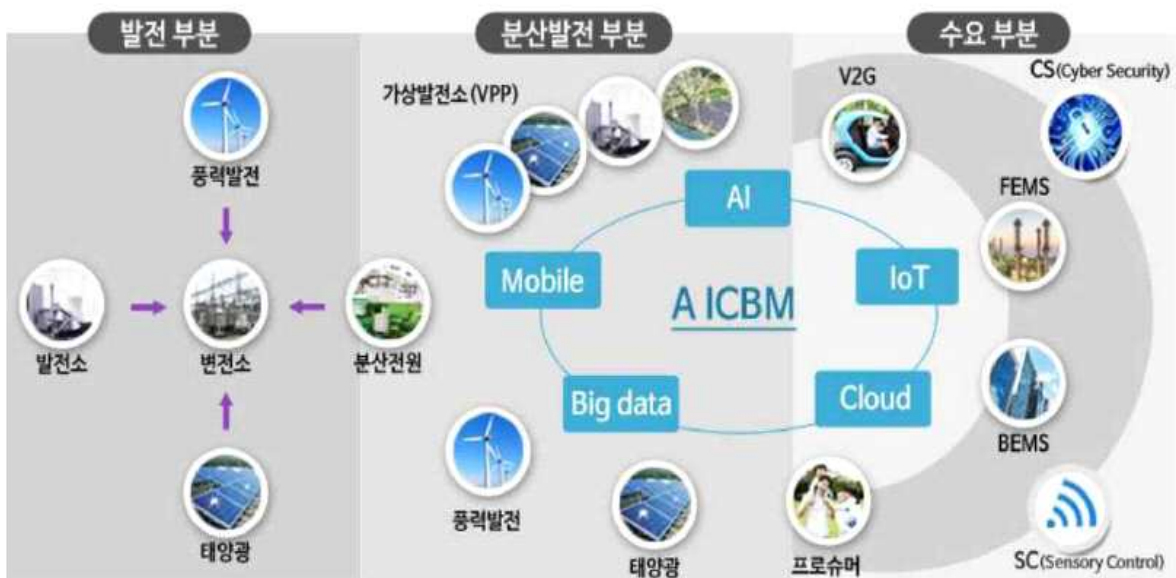 발전 부분
분산발전 부분
수요 부분
풍력발전
발전소
변전소
분산전원
태양광
가상발전소(VPP)
AI
Mobile
IoT
A ICBM
Big data
Cloud
풍력발전
태양광
V2G
CS(Cyber Security)
FEMS
BEMS
프로슈머
SC(Sensory Control)